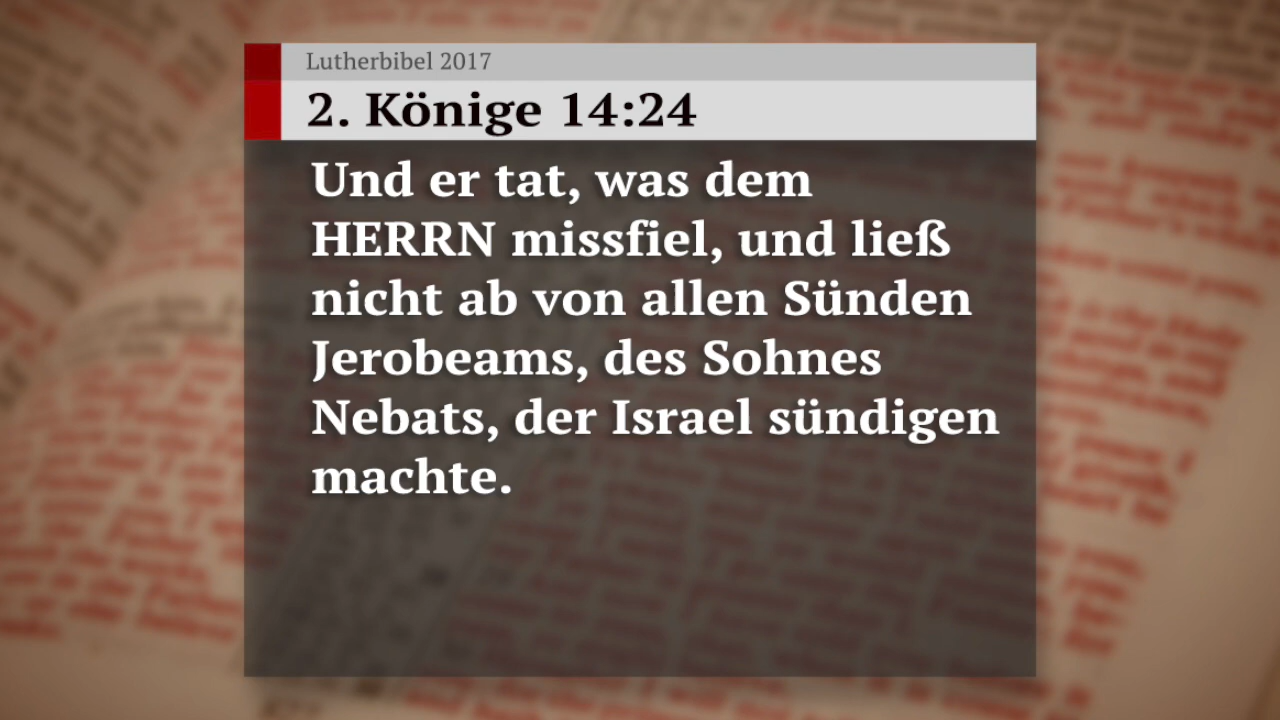 Lutherbibel 2017
2. Könige 14:24
Und er tat, was dem
HERRN missfiel, und ließ
nicht ab von allen Sünden
Jerobeams, des Sohnes
Nebats, der Israel sündigen
machte.